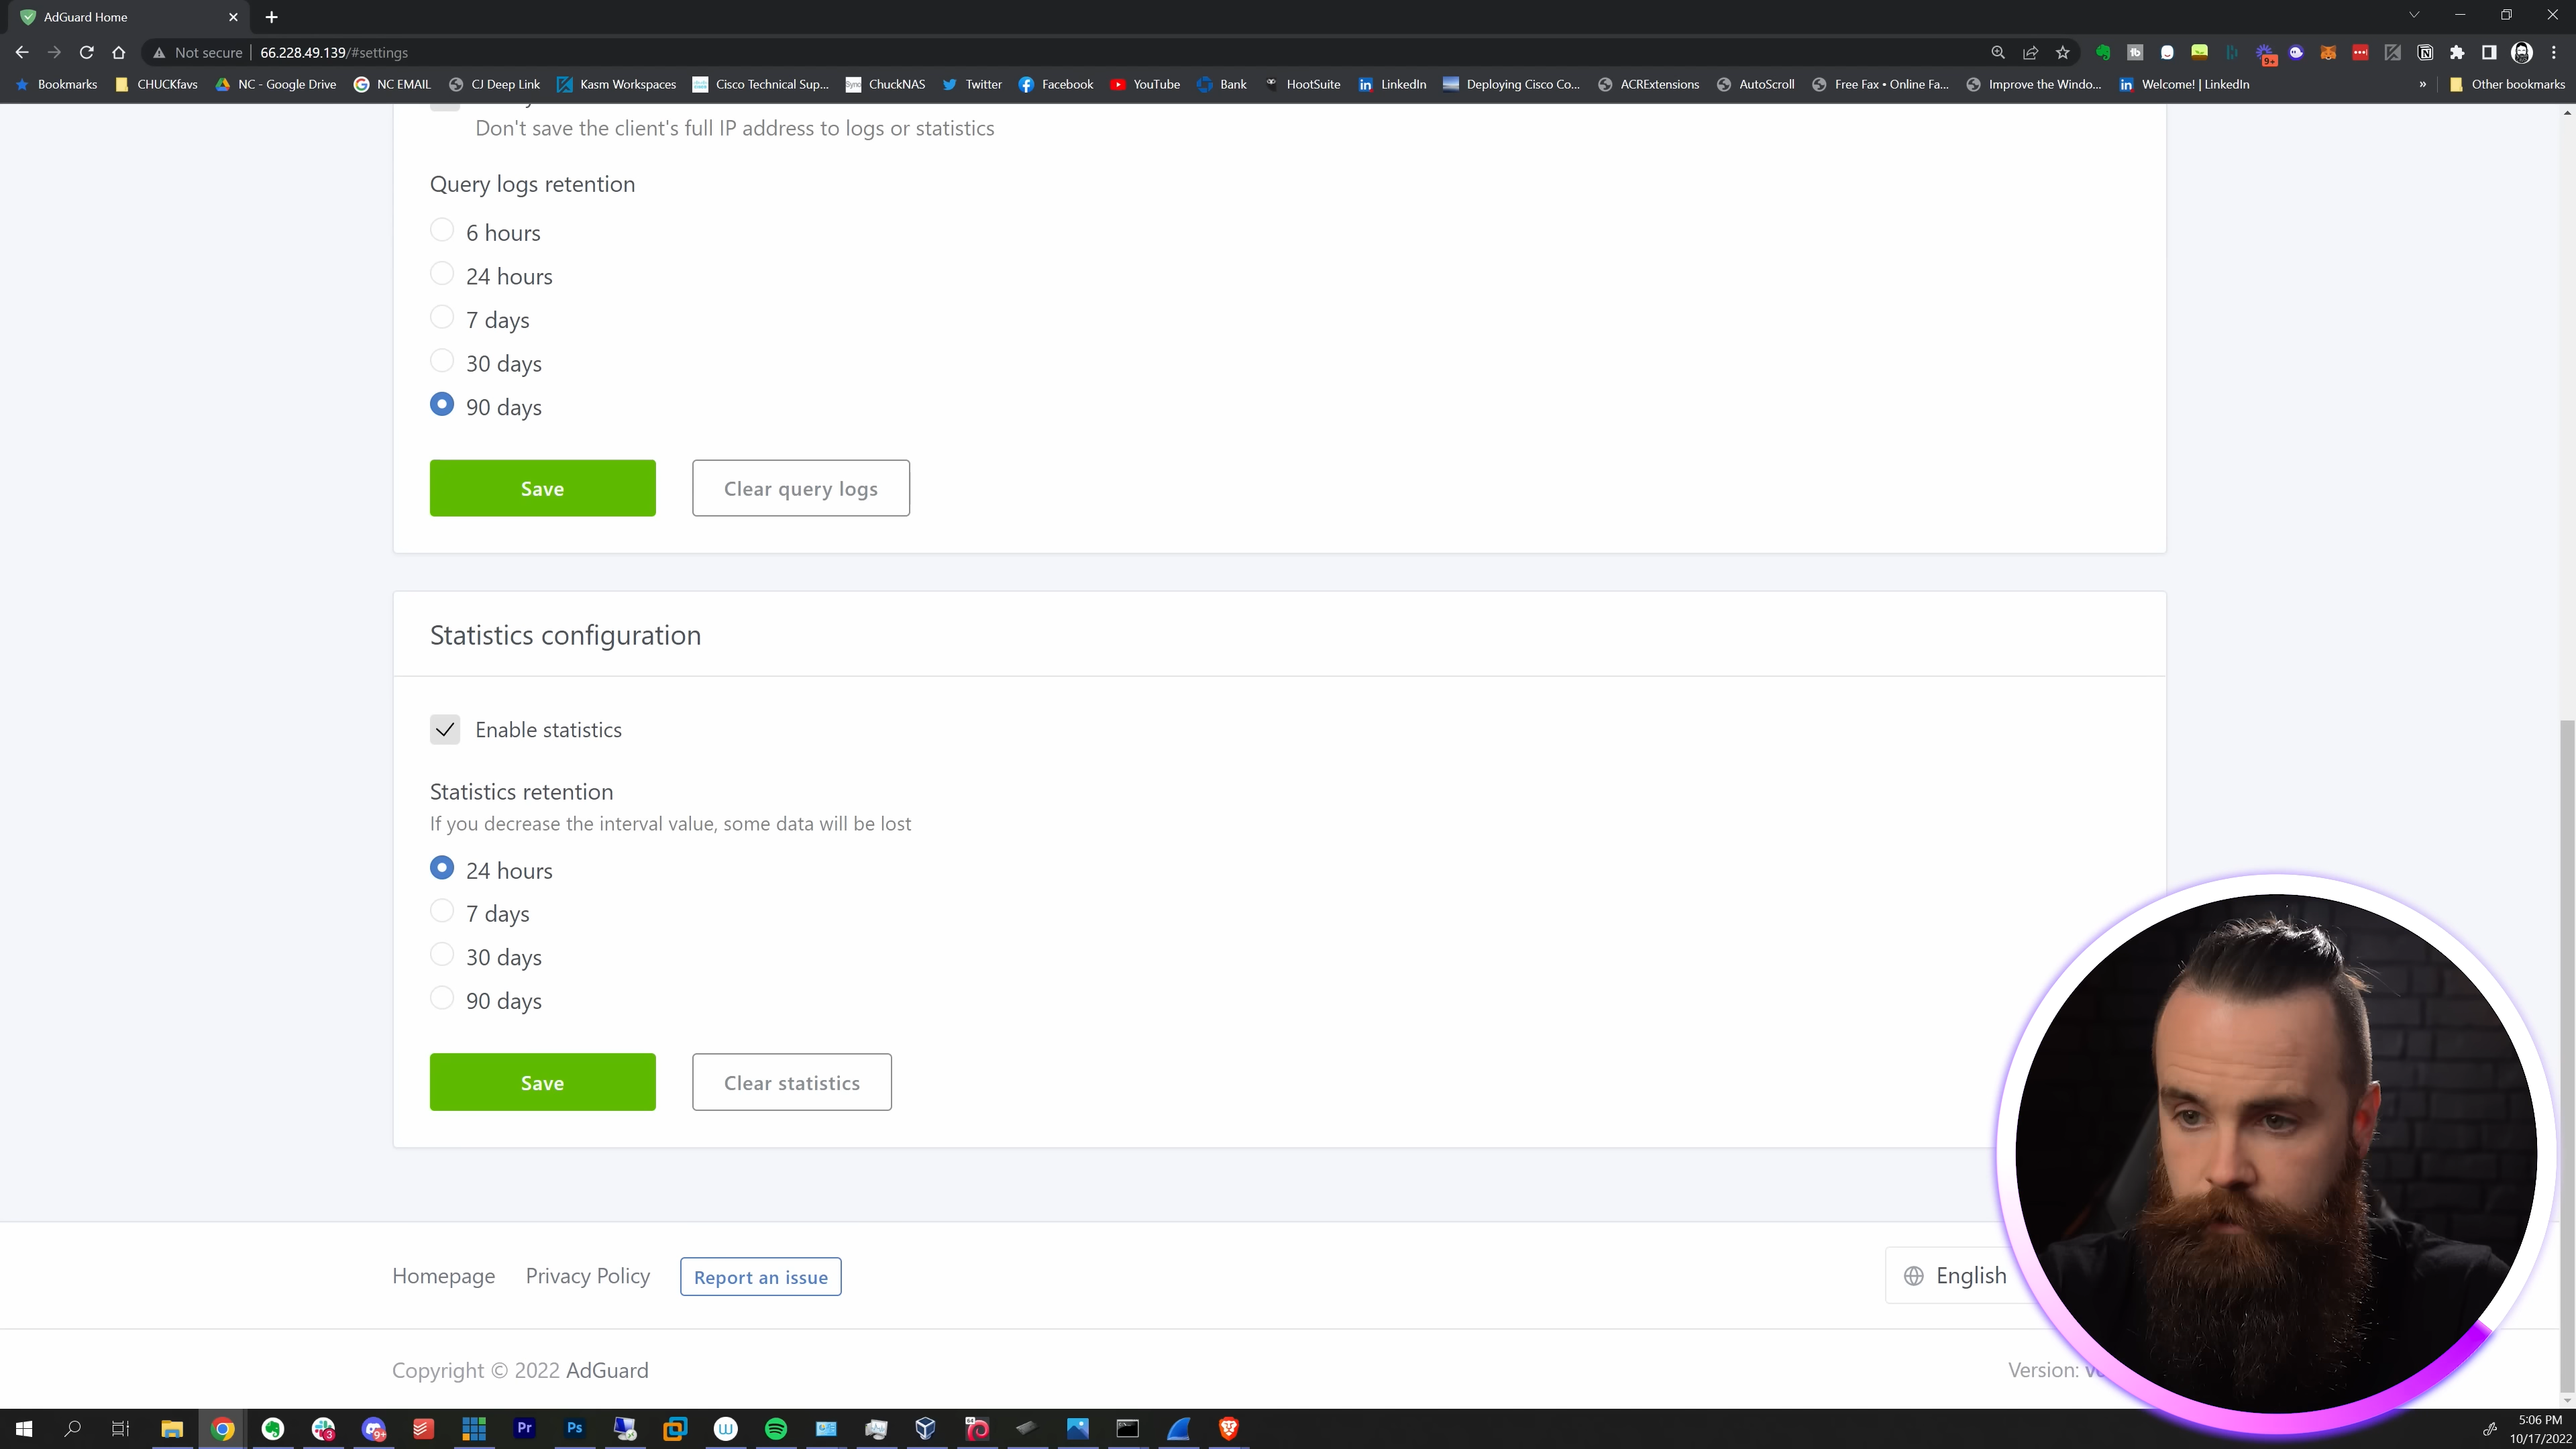 AdGuard Home
Not secure 66.228.49.139/#settings
9+
Bookmarks CHUCKfavs NC - Google Drive NC EMAIL CJ Deep Link Kasm Workspaces Cisco Technical Sup... ChuckNAS Twitter Facebook YouTube Bank HootSuite LinkedIn Deploying Cisco Co... ACRExtensions AutoScroll Free Fax • Online Fa... Improve the Windo... Welcome! | LinkedIn » Other bookmarks
Don't save the client's full IP address to logs or statistics
Query logs retention
6 hours
24 hours
7 days
30 days
90 days
Save Clear query logs
Statistics configuration
Enable statistics
Statistics retention
If you decrease the interval value, some data will be lost
24 hours
7 days
30 days
90 days
Save Clear statistics
Homepage Privacy Policy Report an issue English
Copyright © 2022 AdGuard Version:
3 9+ Pr Ps 64
5:06 PM
10/17/2022